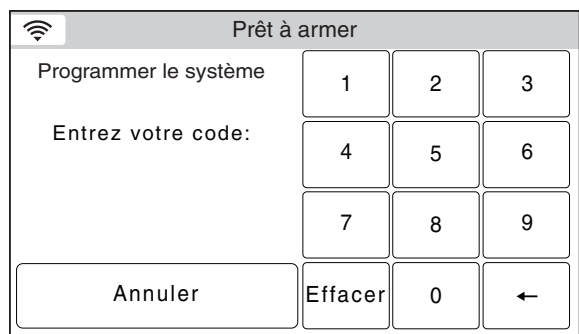 Prêt à armer
Programmer le système
Entrez votre code:
1 2 3
4 5 6
7 8 9
Annuler Effacer 0 ←